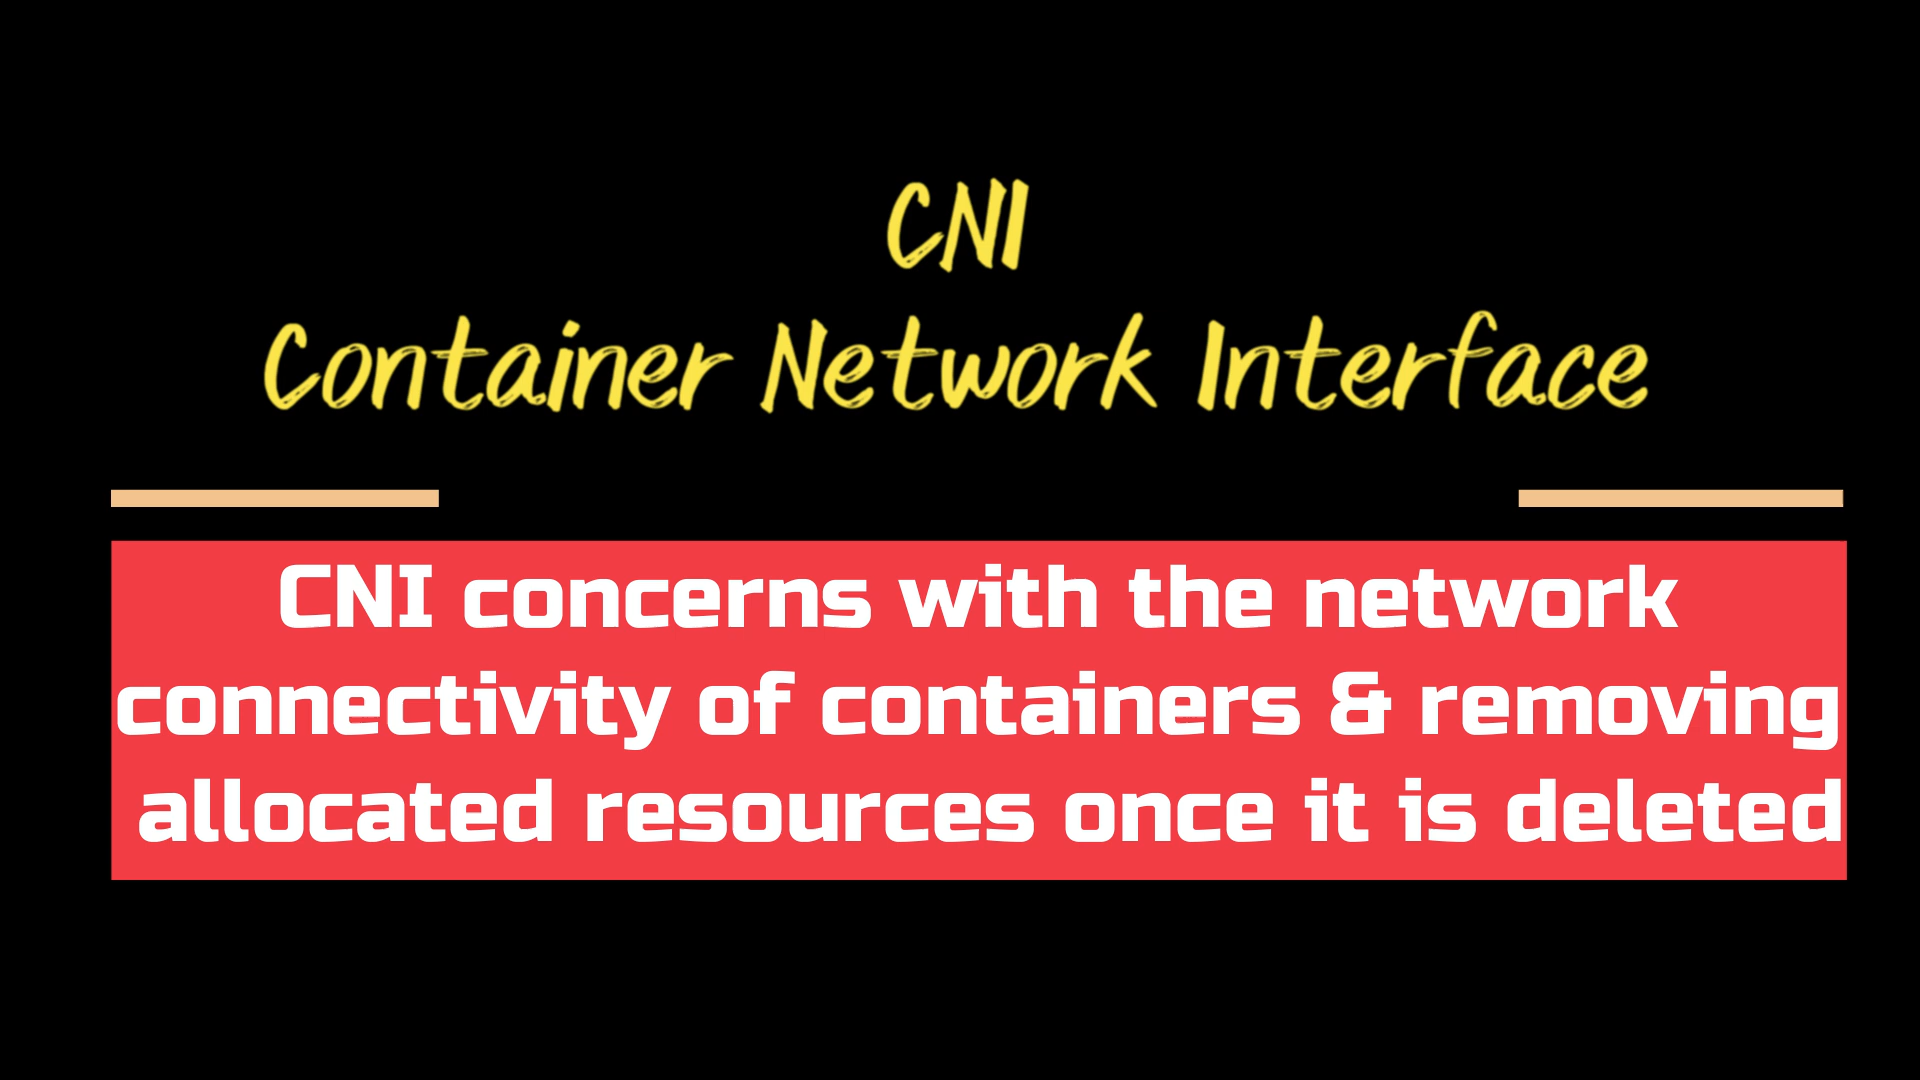 CNI
Container Network Interface
CNI concerns with the network
connectivity of containers & removing
allocated resources once it is deleted